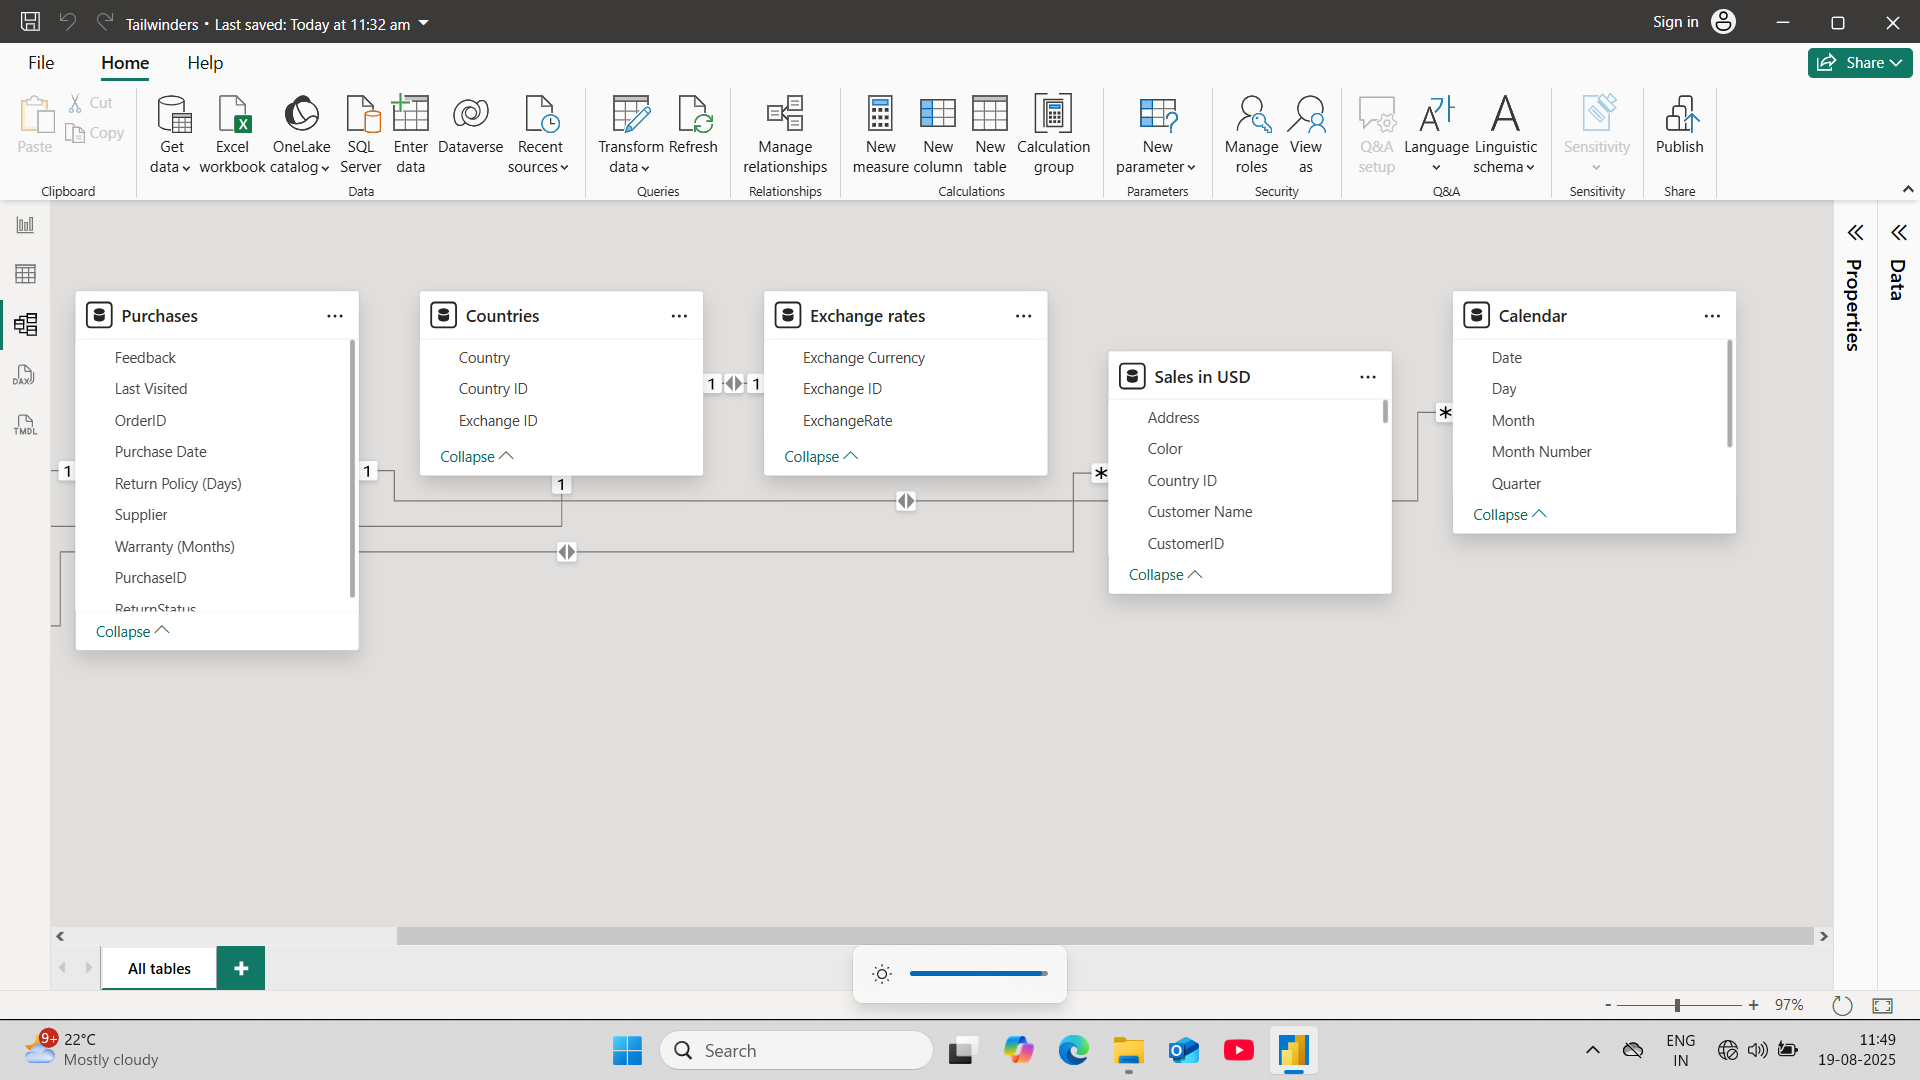 Tailwinders • Last saved: Today at 11:32 am
Sign in
File
Home
Help
Share
Paste
Cut
Copy
Clipboard
Get data
Excel workbook
OneLake catalog
SQL Server
Enter data
Dataverse
Recent sources
Data
Transform data
Refresh
Queries
Manage relationships
Relationships
New measure
New column
New table
Calculation group
Calculations
New parameter
Parameters
Manage roles
View as
Security
Q&A setup
Language
Linguistic schema
Q&A
Sensitivity
Sensitivity
Publish
Share
DAX
TMDL
Purchases
Feedback
Last Visited
OrderID
Purchase Date
Return Policy (Days)
Supplier
Warranty (Months)
PurchaseID
ReturnStatus
Collapse
1
1
Countries
Country
Country ID
Exchange ID
Collapse
1
1
1
Exchange rates
Exchange Currency
Exchange ID
ExchangeRate
Collapse
*
Sales in USD
Address
Color
Country ID
Customer Name
CustomerID
Collapse
*
Calendar
Date
Day
Month
Month Number
Quarter
Collapse
Properties
Data
All tables
+
- + 97%
9+
22°C
Mostly cloudy
Search
ENG
IN
11:49
19-08-2025